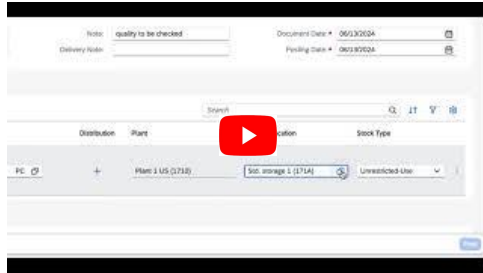 Note: quality to be checked Document Date * 06/13/2024
Delivery Note: Posting Date * 06/13/2024
Search
Distribution Plant cation Stock Type
PC + Plant 1 US (1710) Std. storage 1 (171A) Unrestricted-Use